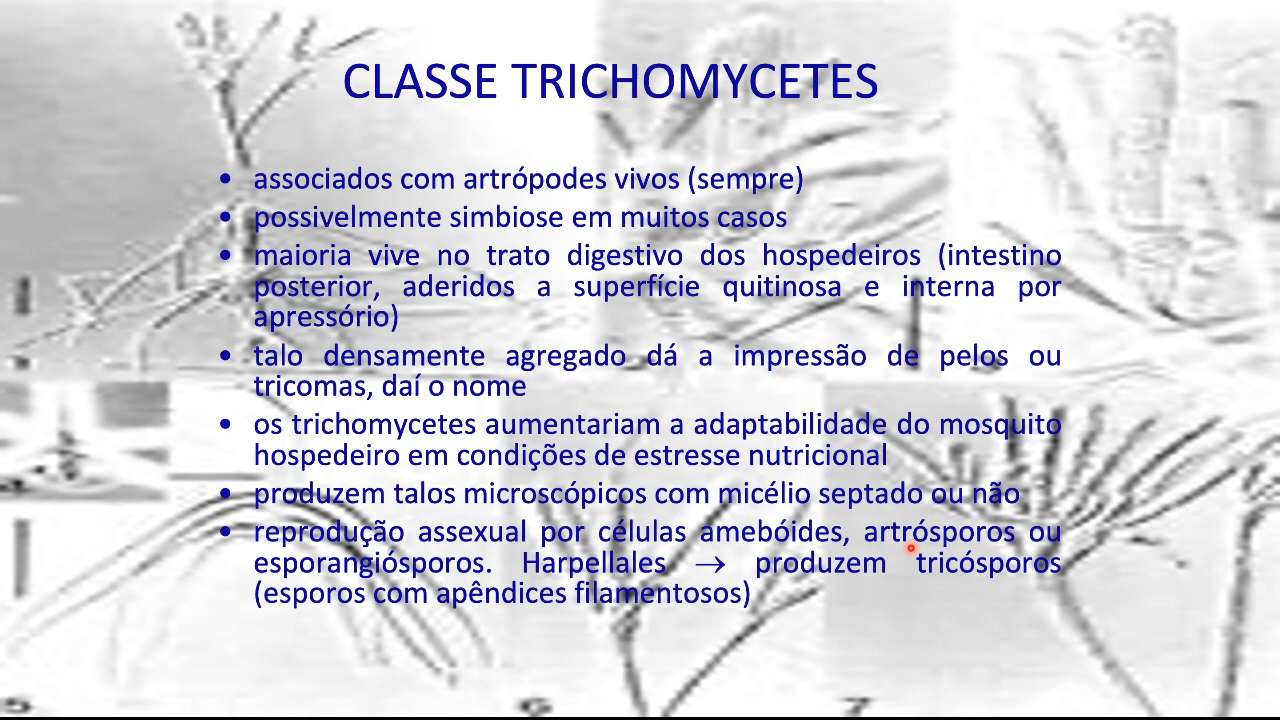 CLASSE TRICHOMYCETES
• associados com artrópodes vivos (sempre)
• possivelmente simbiose em muitos casos
• maioria vive no trato digestivo dos hospedeiros (intestino
posterior, aderidos a superfície quitinosa e interna por
apressório)
• talo densamente agregado dá a impressão de pelos ou
tricomas, daí o nome
• os trichomycetes aumentariam a adaptabilidade do mosquito
hospedeiro em condições de estresse nutricional
• produzem talos microscópicos com micélio septado ou não
• reprodução assexual por células amebóides, artrósporos ou
esporangiósporos. Harpellales → produzem tricósporos
(esporos com apêndices filamentosos)
5
6
7